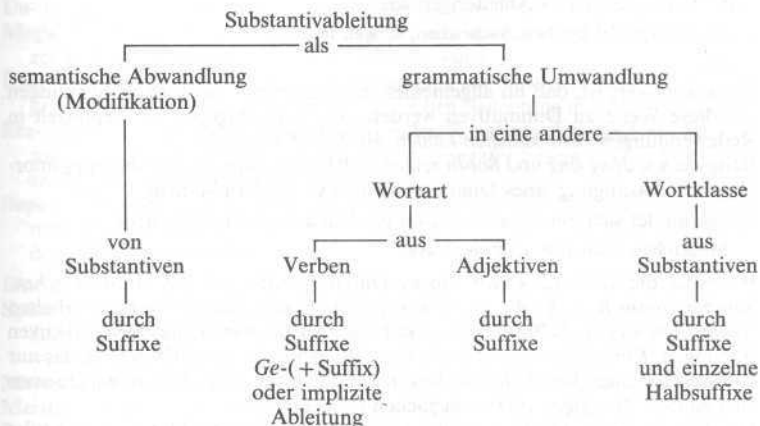 Substantivableitung
als
semantische Abwandlung
(Modifikation)
grammatische Umwandlung
in eine andere
Wortart
Wortklasse
von
Substantiven
aus
Verben
Adjektiven
aus
Substantiven
durch
Suffixe
durch
Suffixe
Ge-(+Suffix)
oder implizite
Ableitung
durch
Suffixe
durch
Suffixe
und einzelne
Halbsuffixe